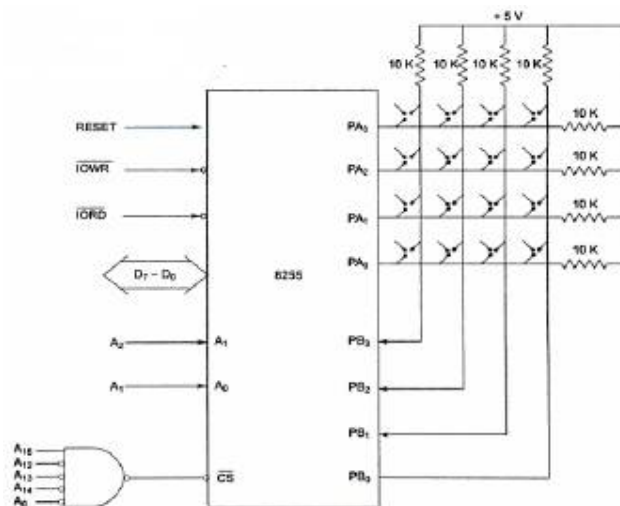 + 5 V
10 K 10 K 10 K 10 K
RESET
PA3
10 K
IOWR
PA2
10 K
IORD
PA1
10 K
D7 – D0
8255
PA0
10 K
A2
A1
PB3
A1
A0
PB2
A15
A12
A13
A14
A0
CS
PB1
PB0